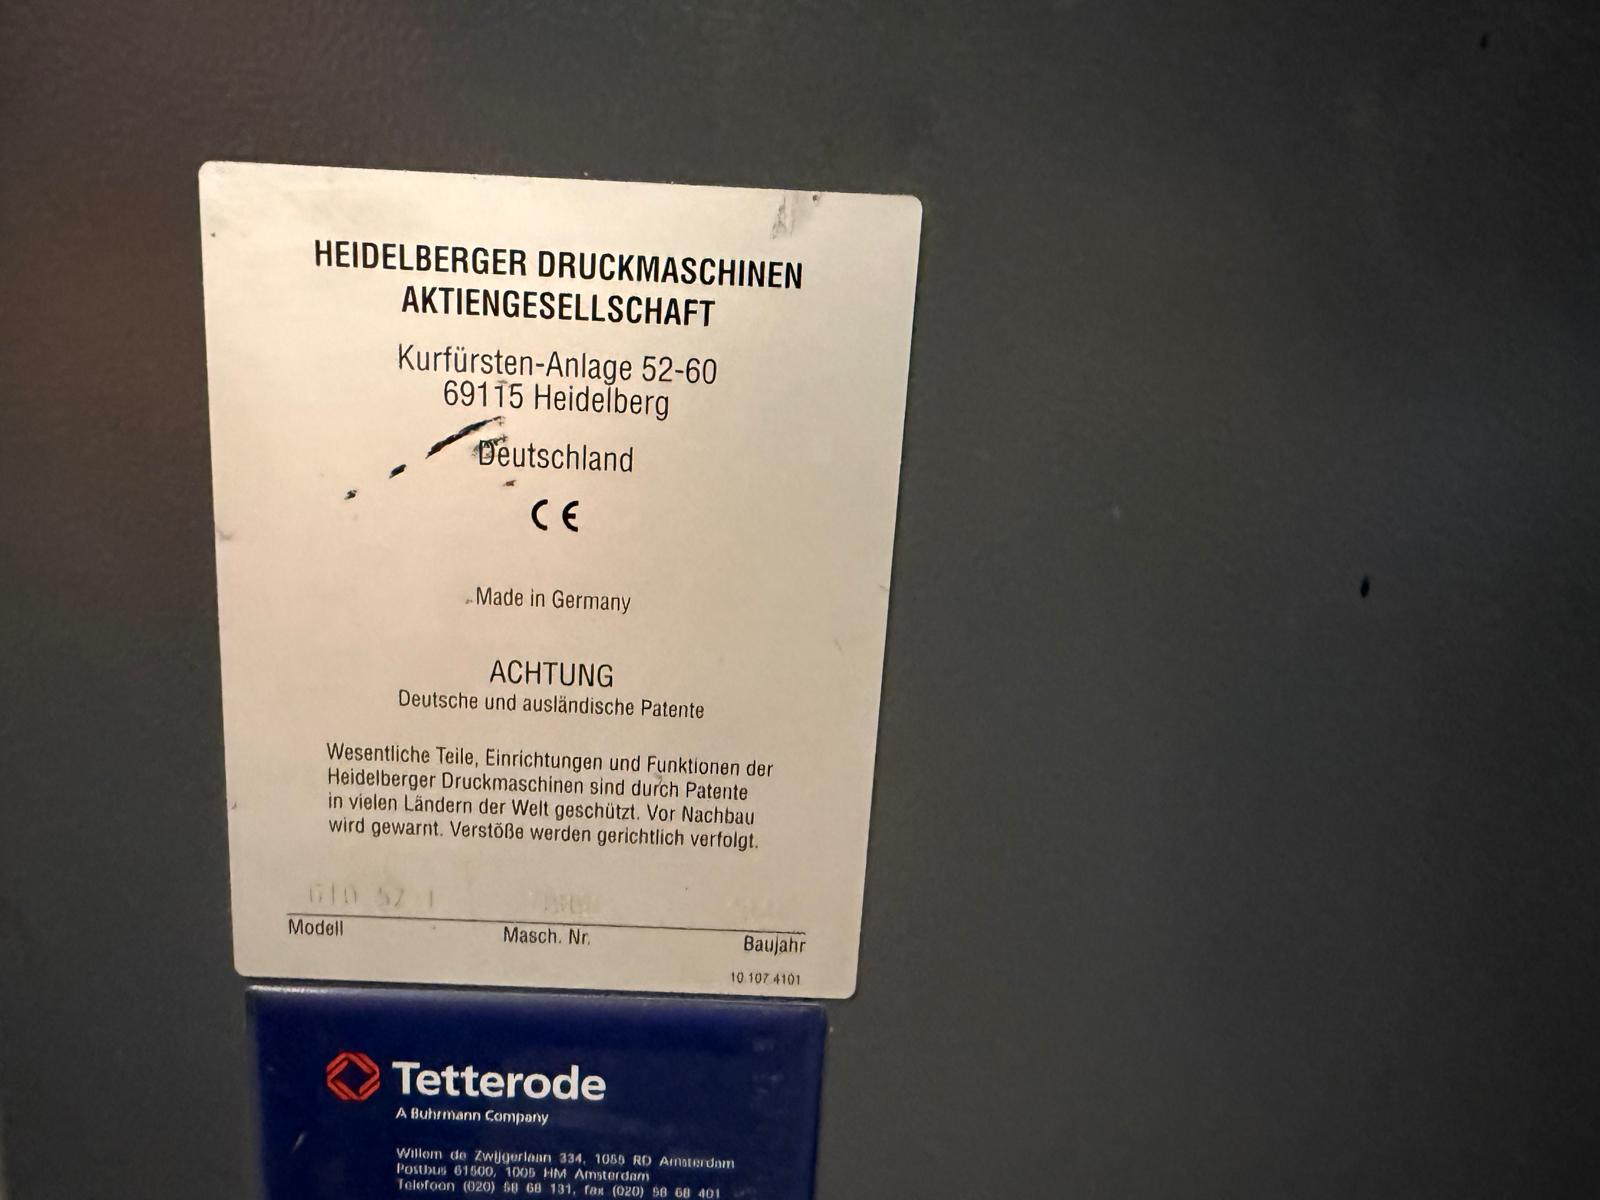 HEIDELBERGER DRUCKMASCHINEN
AKTIENGESELLSCHAFT
Kurfürsten-Anlage 52-60
69115 Heidelberg
Deutschland
CE
Made in Germany
ACHTUNG
Deutsche und ausländische Patente
Wesentliche Teile, Einrichtungen und Funktionen der
Heidelberger Druckmaschinen sind durch Patente
in vielen Ländern der Welt geschützt. Vor Nachbau
wird gewarnt. Verstöße werden gerichtlich verfolgt.
52
Modell Masch. Nr. Baujahr
10.107.4101
Tetterode
A Buhrmann Company
Willem de Zwijgerlaan 334, 1055 RD Amsterdam
Postbus 61500, 1005 HM Amsterdam
Telefoon (020) 58 68 131, fax (020) 58 68 401